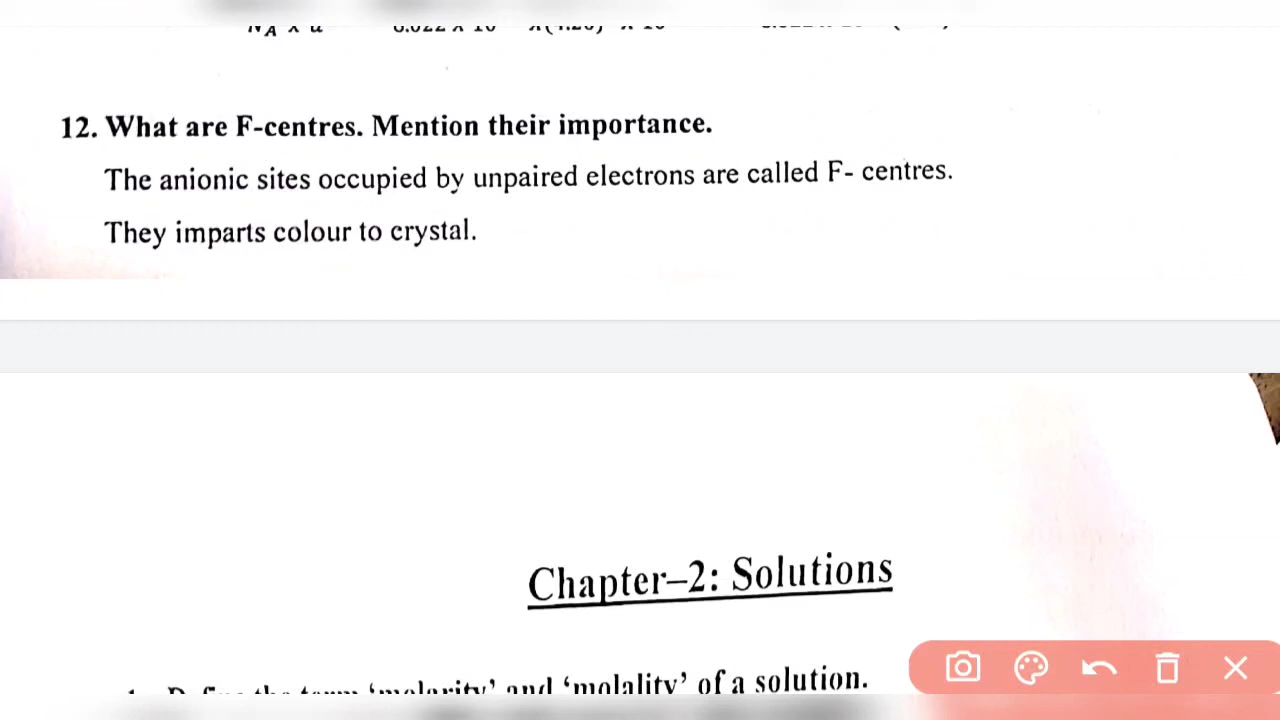 12. What are F-centres. Mention their importance.
The anionic sites occupied by unpaired electrons are called F- centres.
They imparts colour to crystal.
Chapter–2: Solutions
and ‘molality’ of a solution.